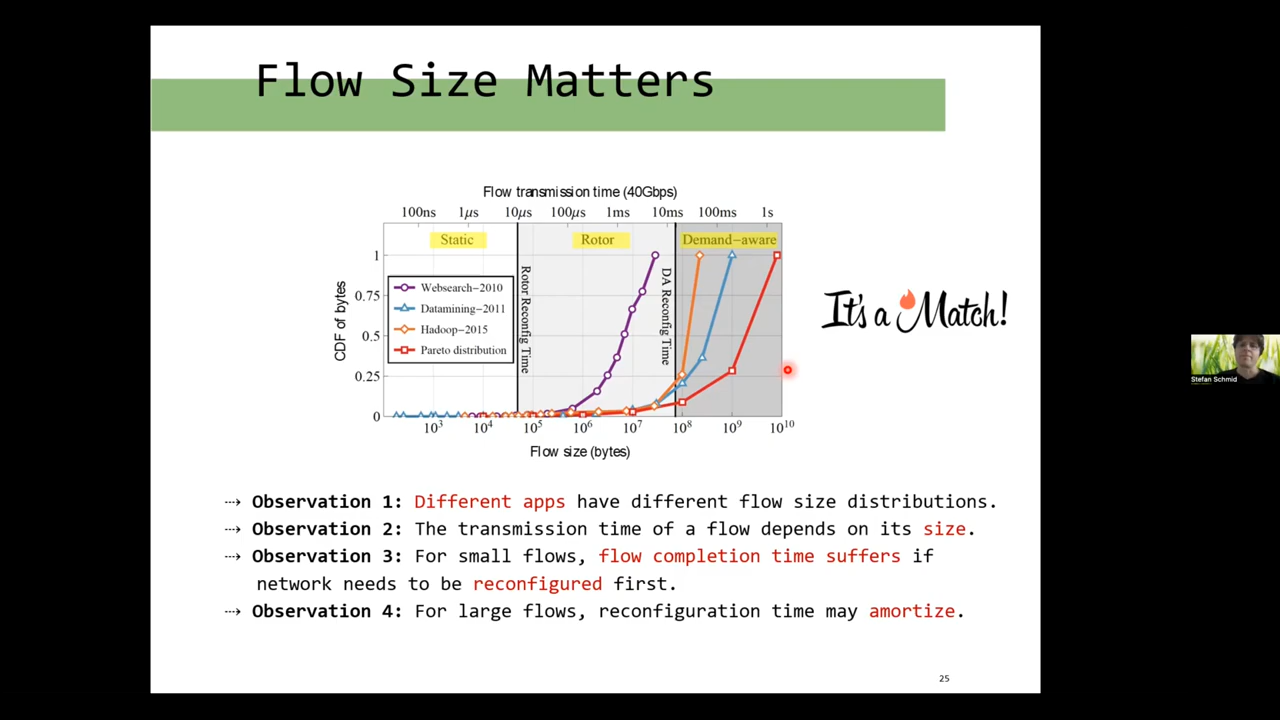 Flow Size Matters
Flow transmission time (40Gbps)
100ns 1μs 10μs 100μs 1ms 10ms 100ms 1s
Static Rotor Demand-aware
Rotor Reconfig Time
DA Reconfig Time
CDF of bytes
1
0.75
0.5
0.25
0
Websearch-2010
Datamining-2011
Hadoop-2015
Pareto distribution
10³ 10⁴ 10⁵ 10⁶ 10⁷ 10⁸ 10⁹ 10¹⁰
Flow size (bytes)
It's a Match!
Stefan Schmid
⇢ Observation 1: Different apps have different flow size distributions.
⇢ Observation 2: The transmission time of a flow depends on its size.
⇢ Observation 3: For small flows, flow completion time suffers if
network needs to be reconfigured first.
⇢ Observation 4: For large flows, reconfiguration time may amortize.
25